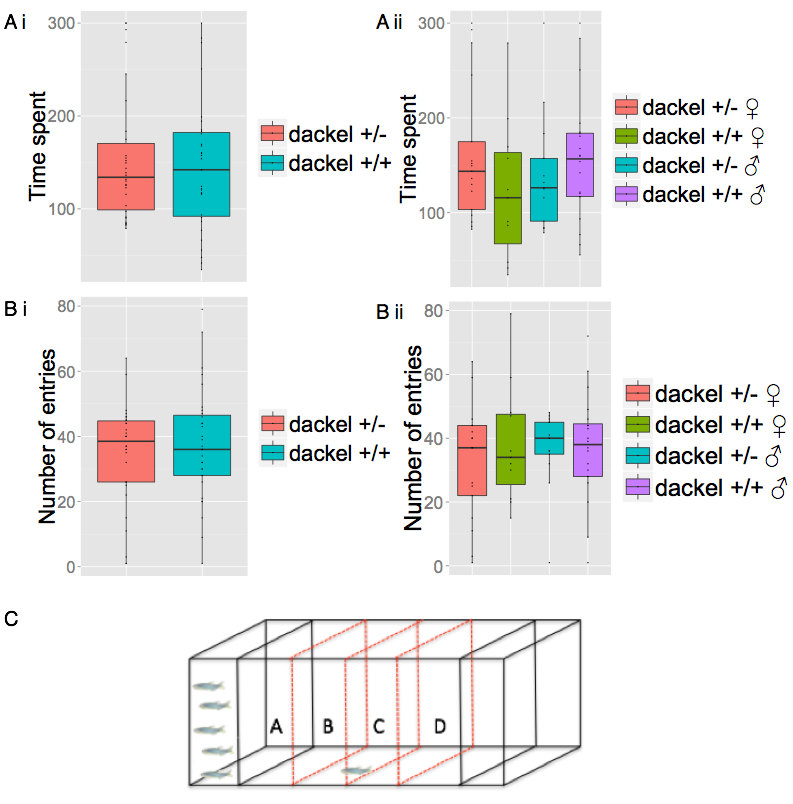 A i
300
200
100
Time spent
dackel +/-
dackel +/+
A ii
300
200
100
Time spent
dackel +/- ♀
dackel +/+ ♀
dackel +/- ♂
dackel +/+ ♂
B i
80
60
40
20
0
Number of entries
dackel +/-
dackel +/+
B ii
80
60
40
20
0
Number of entries
dackel +/- ♀
dackel +/+ ♀
dackel +/- ♂
dackel +/+ ♂
C
A B C D